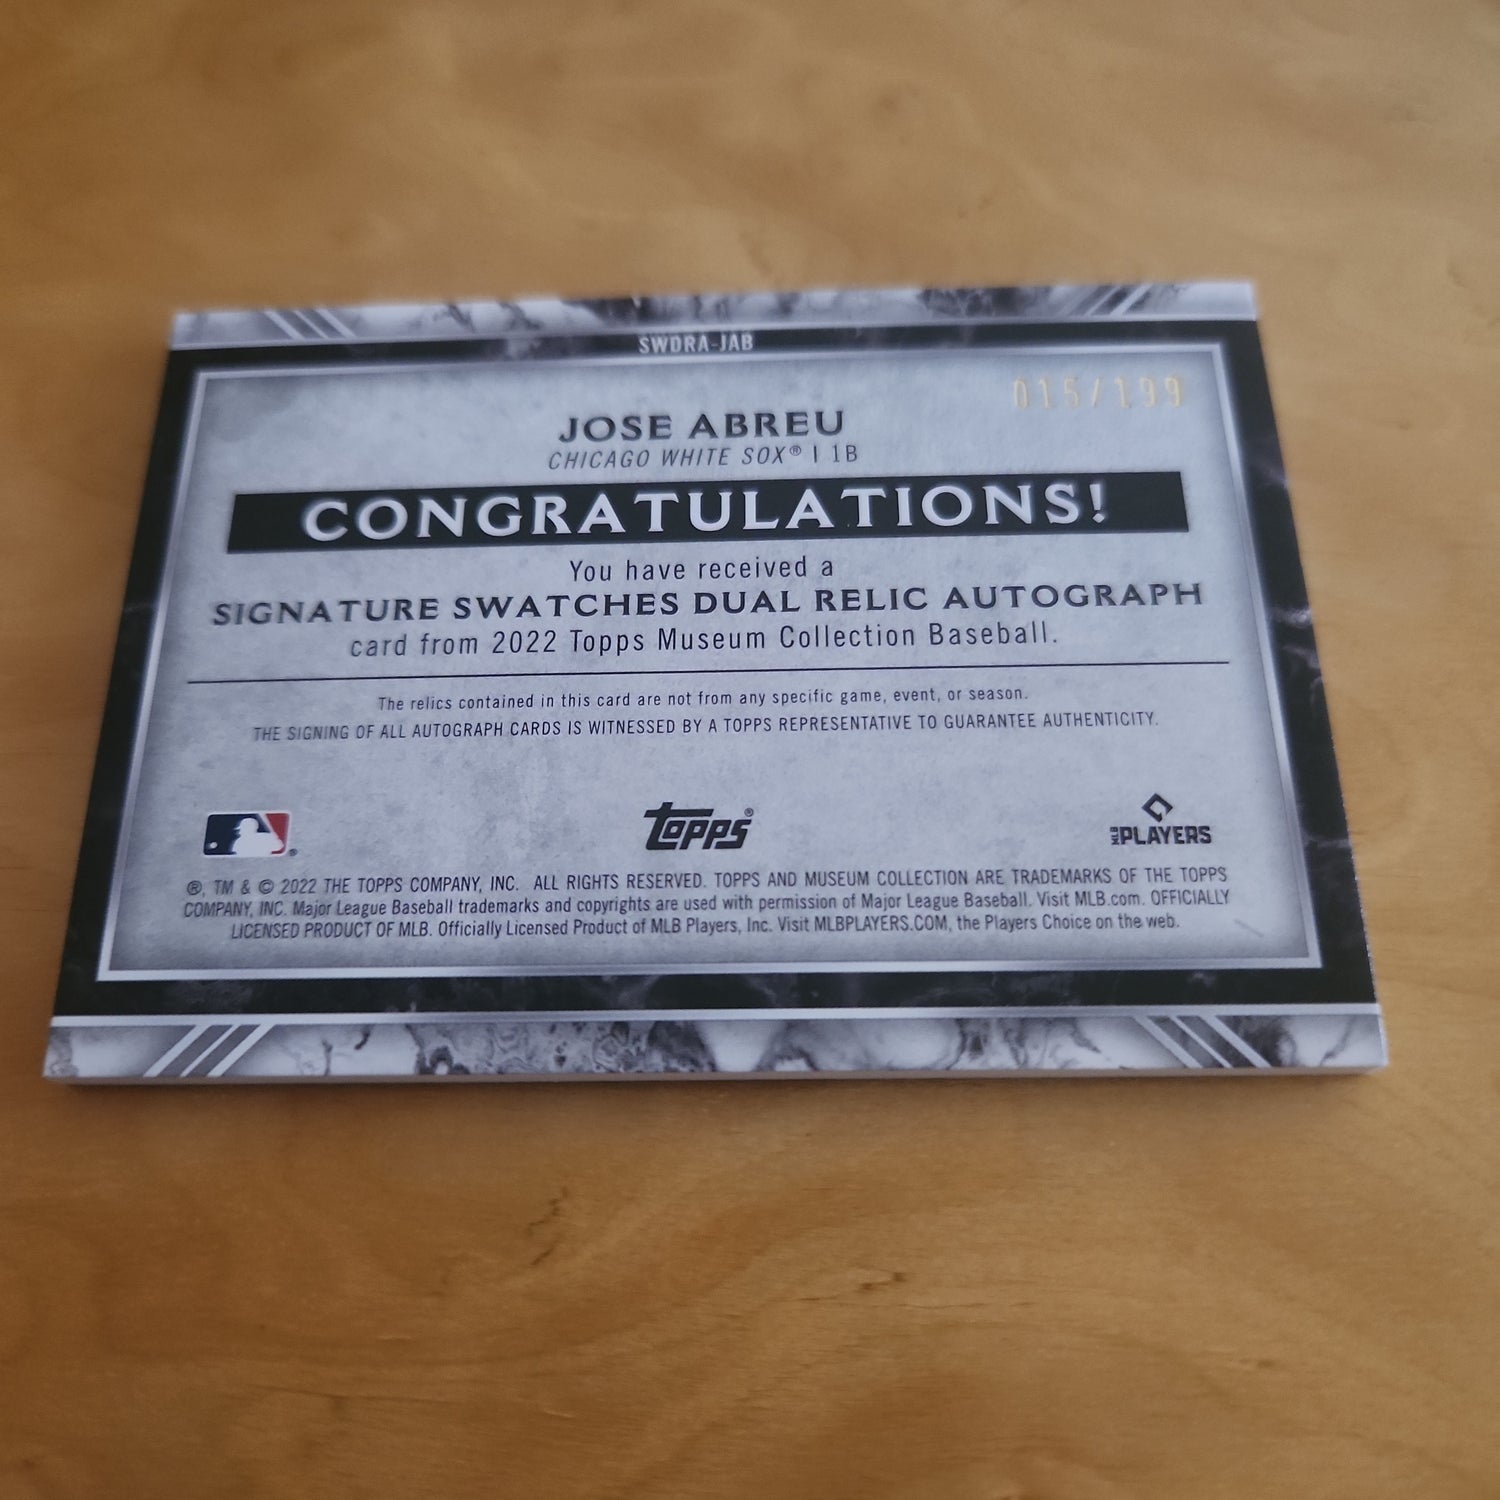 SWDRA-JAB
015/199
JOSE ABREU
CHICAGO WHITE SOX® | 1B
CONGRATULATIONS!
You have received a
SIGNATURE SWATCHES DUAL RELIC AUTOGRAPH
card from 2022 Topps Museum Collection Baseball.
The relics contained in this card are not from any specific game, event, or season.
THE SIGNING OF ALL AUTOGRAPH CARDS IS WITNESSED BY A TOPPS REPRESENTATIVE TO GUARANTEE AUTHENTICITY.
®
topps®
MLB PLAYERS
®, TM & © 2022 THE TOPPS COMPANY, INC. ALL RIGHTS RESERVED. TOPPS AND MUSEUM COLLECTION ARE TRADEMARKS OF THE TOPPS
COMPANY, INC. Major League Baseball trademarks and copyrights are used with permission of Major League Baseball. Visit MLB.com. OFFICIALLY
LICENSED PRODUCT OF MLB. Officially Licensed Product of MLB Players, Inc. Visit MLBPLAYERS.COM, the Players Choice on the web.